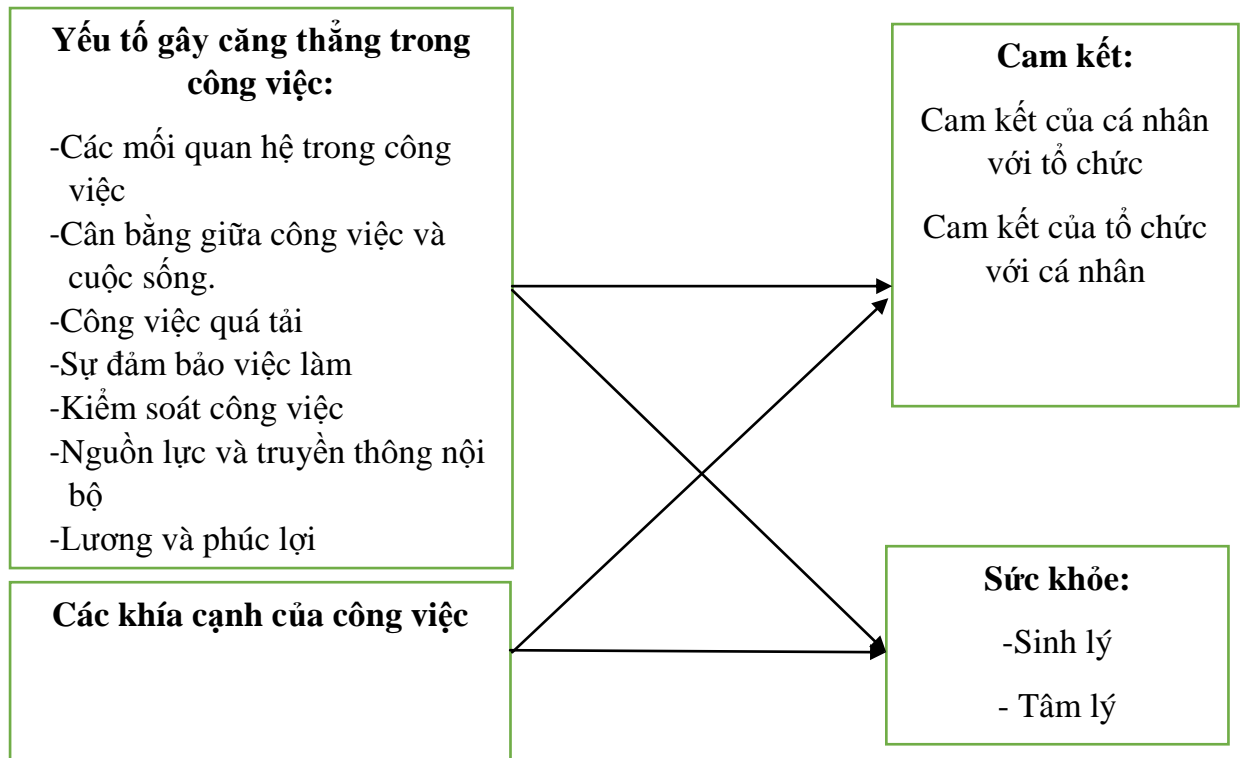 Yếu tố gây căng thẳng trong
công việc:
-Các mối quan hệ trong công
việc
-Cân bằng giữa công việc và
cuộc sống.
-Công việc quá tải
-Sự đảm bảo việc làm
-Kiểm soát công việc
-Nguồn lực và truyền thông nội
bộ
-Lương và phúc lợi
Các khía cạnh của công việc
Cam kết:
Cam kết của cá nhân
với tổ chức
Cam kết của tổ chức
với cá nhân
Sức khỏe:
-Sinh lý
- Tâm lý